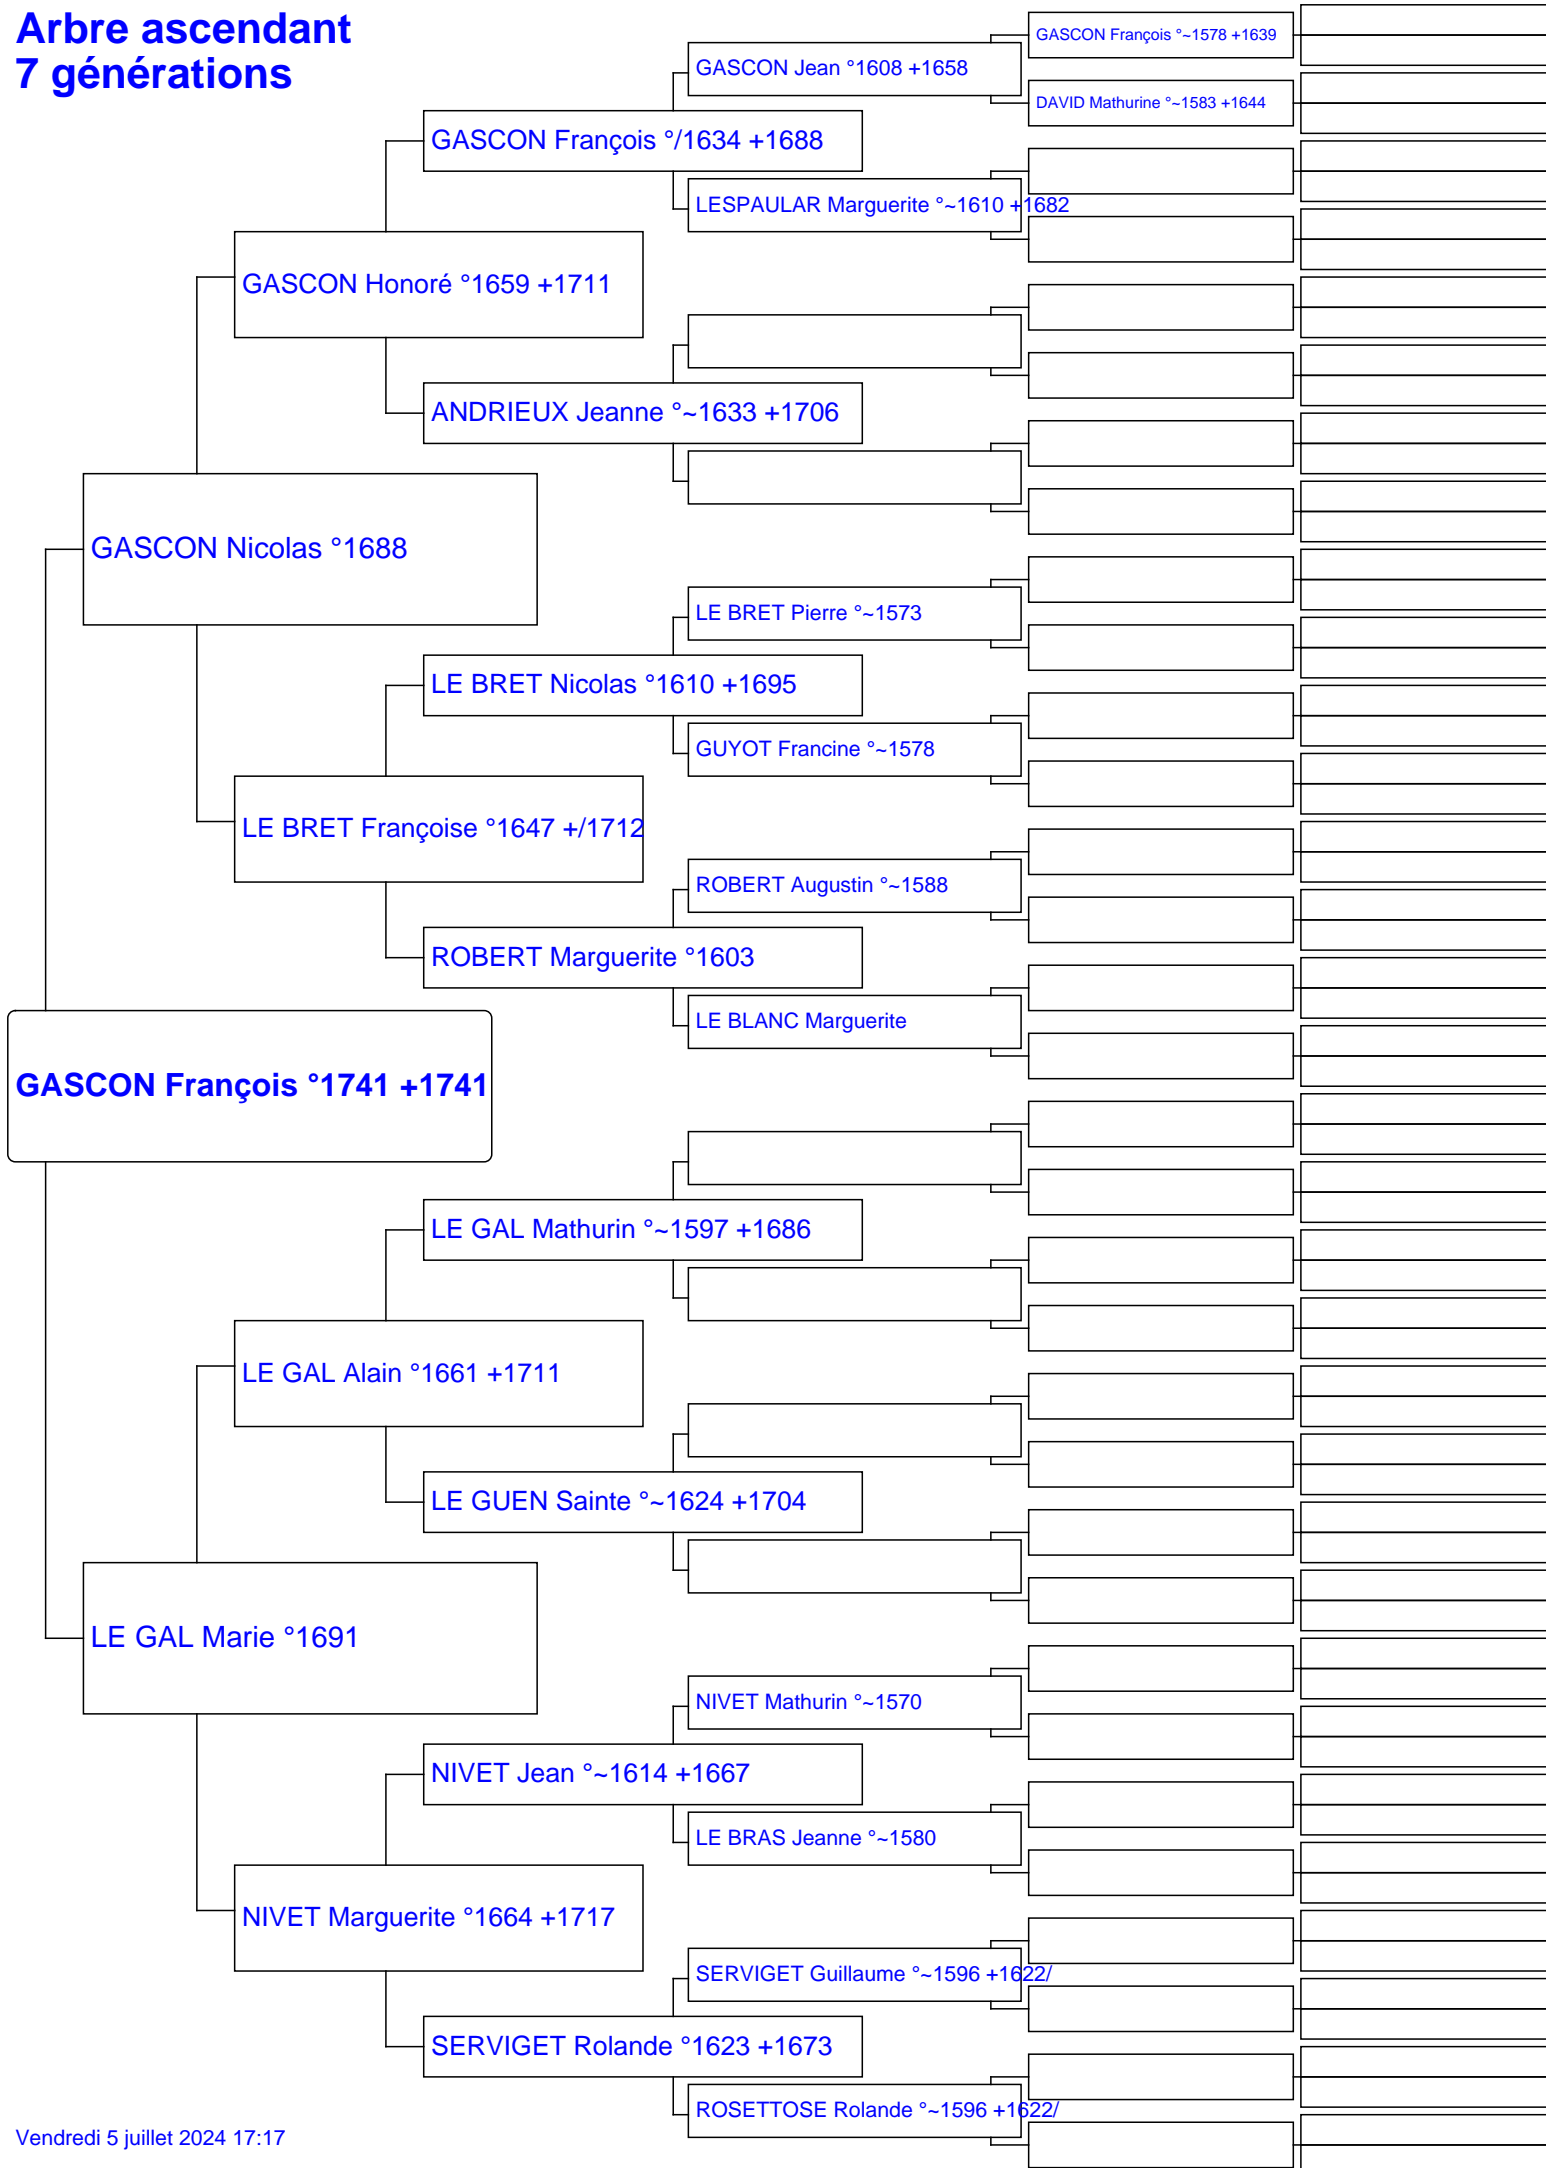 Arbre ascendant
7 générations
GASCON François °~1578 +1639
GASCON Jean °1608 +1658
DAVID Mathurine °~1583 +1644
GASCON François °/1634 +1688
LESPAULAR Marguerite °~1610 +1682
GASCON Honoré °1659 +1711
ANDRIEUX Jeanne °~1633 +1706
GASCON Nicolas °1688
LE BRET Pierre °~1573
LE BRET Nicolas °1610 +1695
GUYOT Francine °~1578
LE BRET Françoise °1647 +/1712
ROBERT Augustin °~1588
ROBERT Marguerite °1603
LE BLANC Marguerite
GASCON François °1741 +1741
LE GAL Mathurin °~1597 +1686
LE GAL Alain °1661 +1711
LE GUEN Sainte °~1624 +1704
LE GAL Marie °1691
NIVET Mathurin °~1570
NIVET Jean °~1614 +1667
LE BRAS Jeanne °~1580
NIVET Marguerite °1664 +1717
SERVIGET Guillaume °~1596 +1622/
SERVIGET Rolande °1623 +1673
ROSETTOSE Rolande °~1596 +1622/
Vendredi 5 juillet 2024 17:17